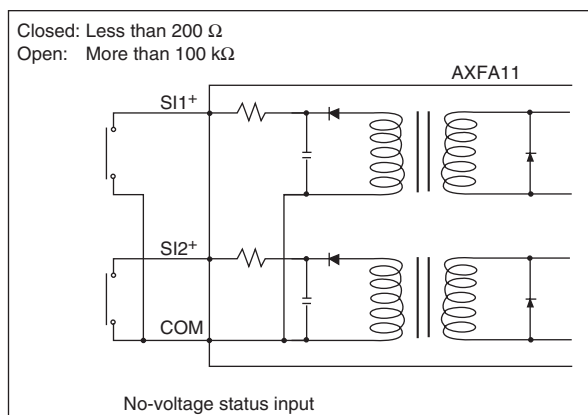 Closed: Less than 200 Ω
Open: More than 100 kΩ
AXFA11
SI1+
SI2+
COM
No-voltage status input